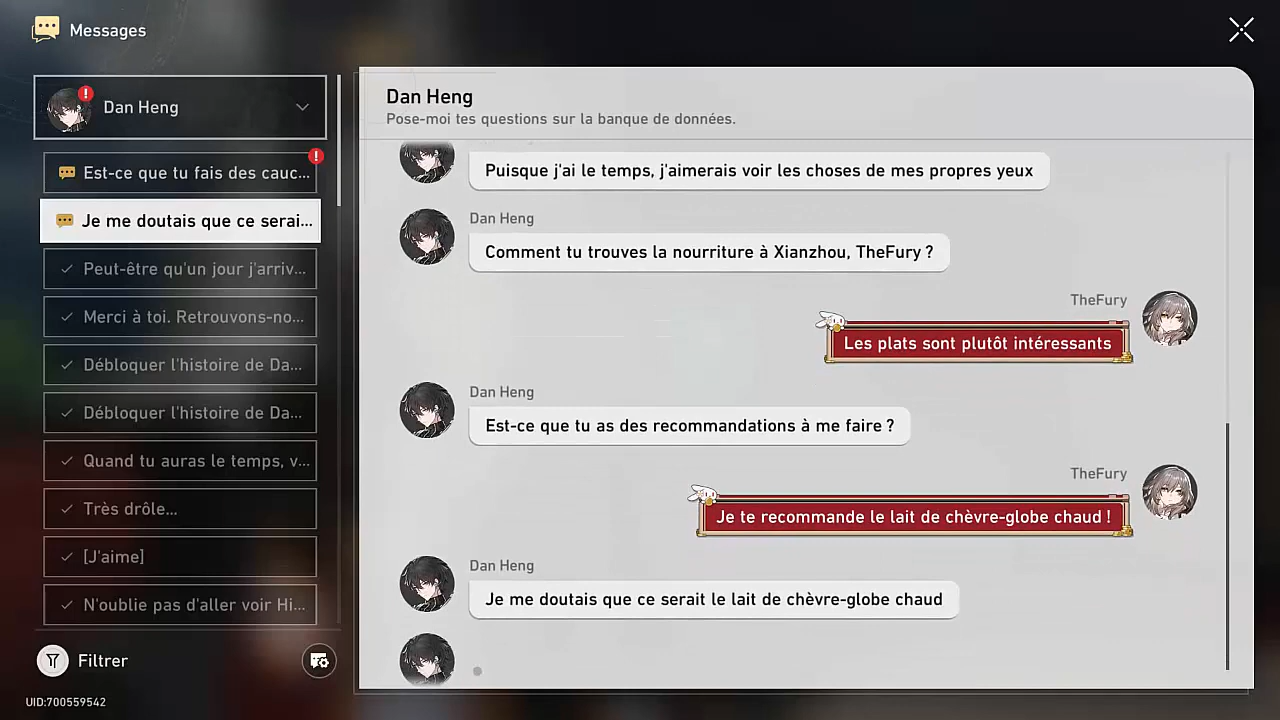 Messages
Dan Heng
Est-ce que tu fais des cauc...
Je me doutais que ce serai...
Peut-être qu'un jour j'arriv...
Merci à toi. Retrouvons-no...
Débloquer l'histoire de Da...
Débloquer l'histoire de Da...
Quand tu auras le temps, v...
Très drôle...
[J'aime]
N'oublie pas d'aller voir Hi...
Filtrer
UID:700559542
Dan Heng
Pose-moi tes questions sur la banque de données.
Puisque j'ai le temps, j'aimerais voir les choses de mes propres yeux
Dan Heng
Comment tu trouves la nourriture à Xianzhou, TheFury ?
TheFury
Les plats sont plutôt intéressants
Dan Heng
Est-ce que tu as des recommandations à me faire ?
TheFury
Je te recommande le lait de chèvre-globe chaud !
Dan Heng
Je me doutais que ce serait le lait de chèvre-globe chaud